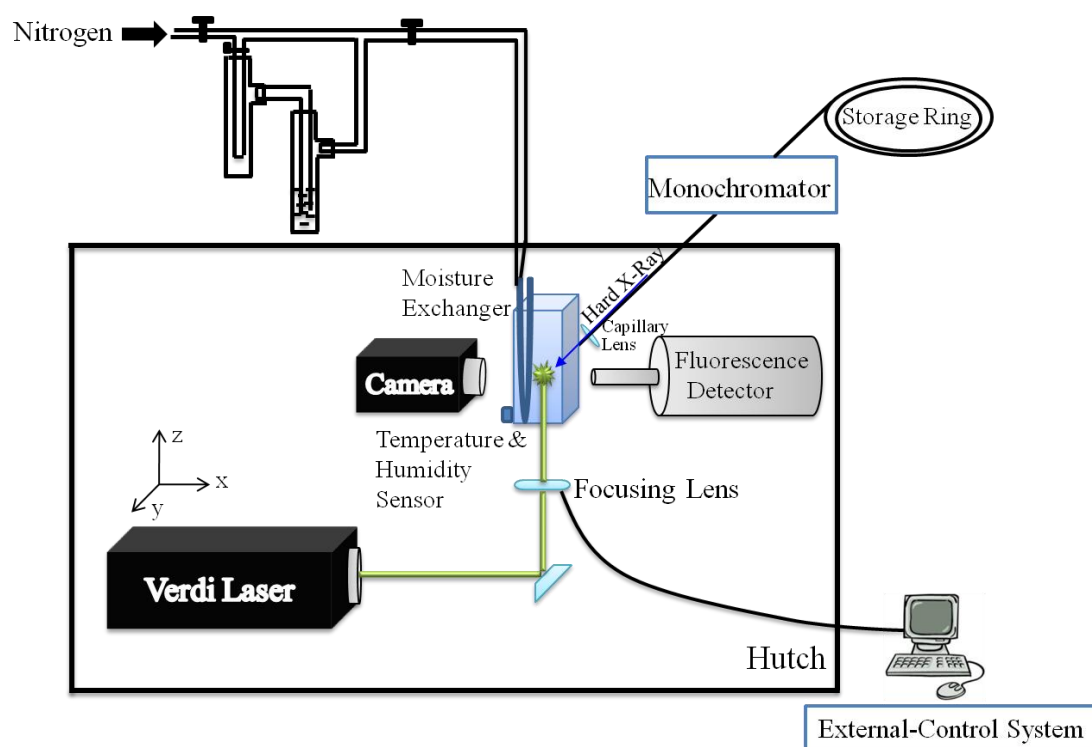 Nitrogen
Storage Ring
Monochromator
Hard X-Ray
Moisture
Exchanger
Capillary
Lens
Camera
Fluorescence
Detector
Temperature &
Humidity
Sensor
z
x
y
Focusing Lens
Verdi Laser
Hutch
External-Control System